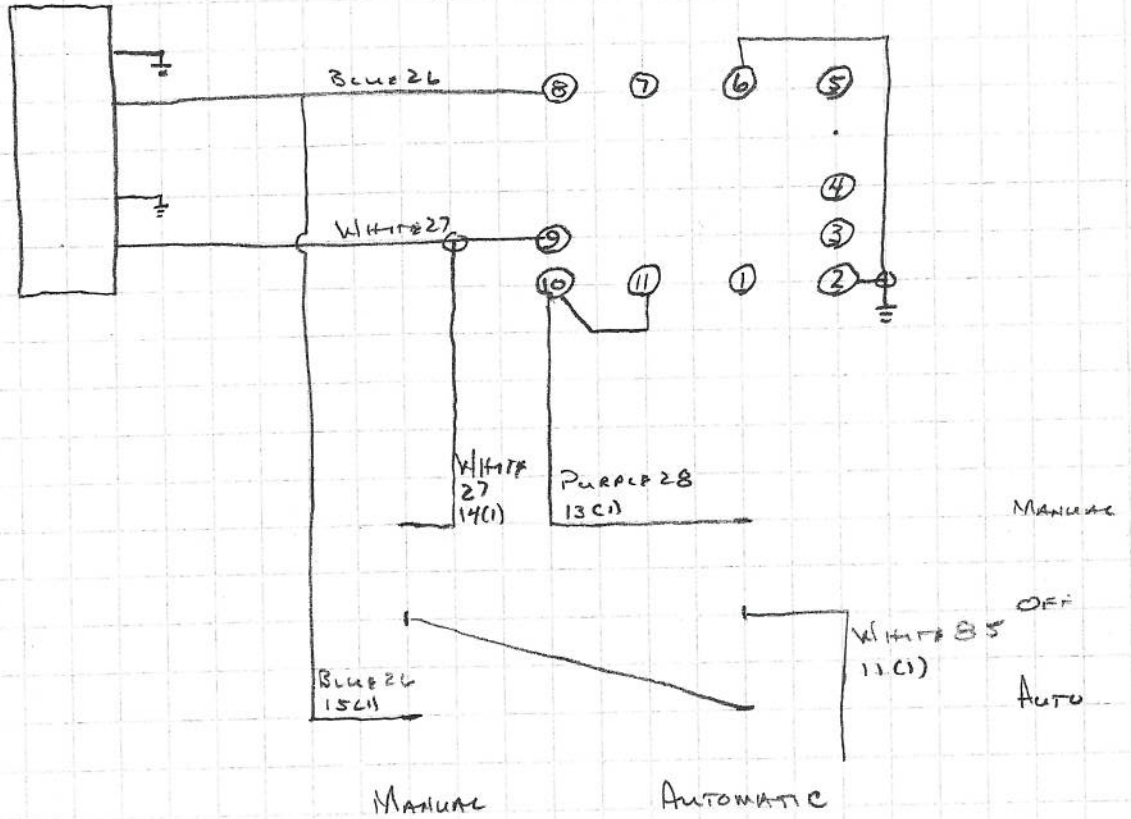 BLUE 26
8 7 6 5
4
WHITE 27
9
3
10 11 1 2
WHITE
27
14(1)
PURPLE 28
13(1)
MANUAL
OFF
WHITE 85
11(1)
BLUE 26
15(1)
AUTO
MANUAL AUTOMATIC